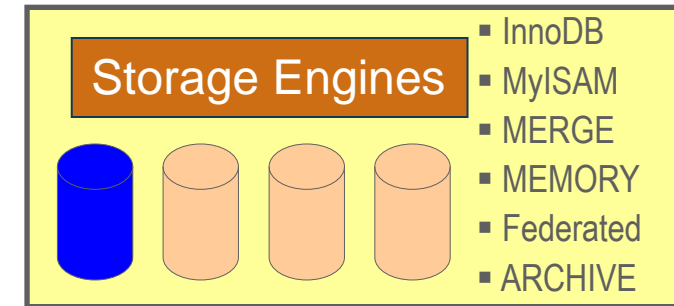 Storage Engines
▪ InnoDB
▪ MyISAM
▪ MERGE
▪ MEMORY
▪ Federated
▪ ARCHIVE